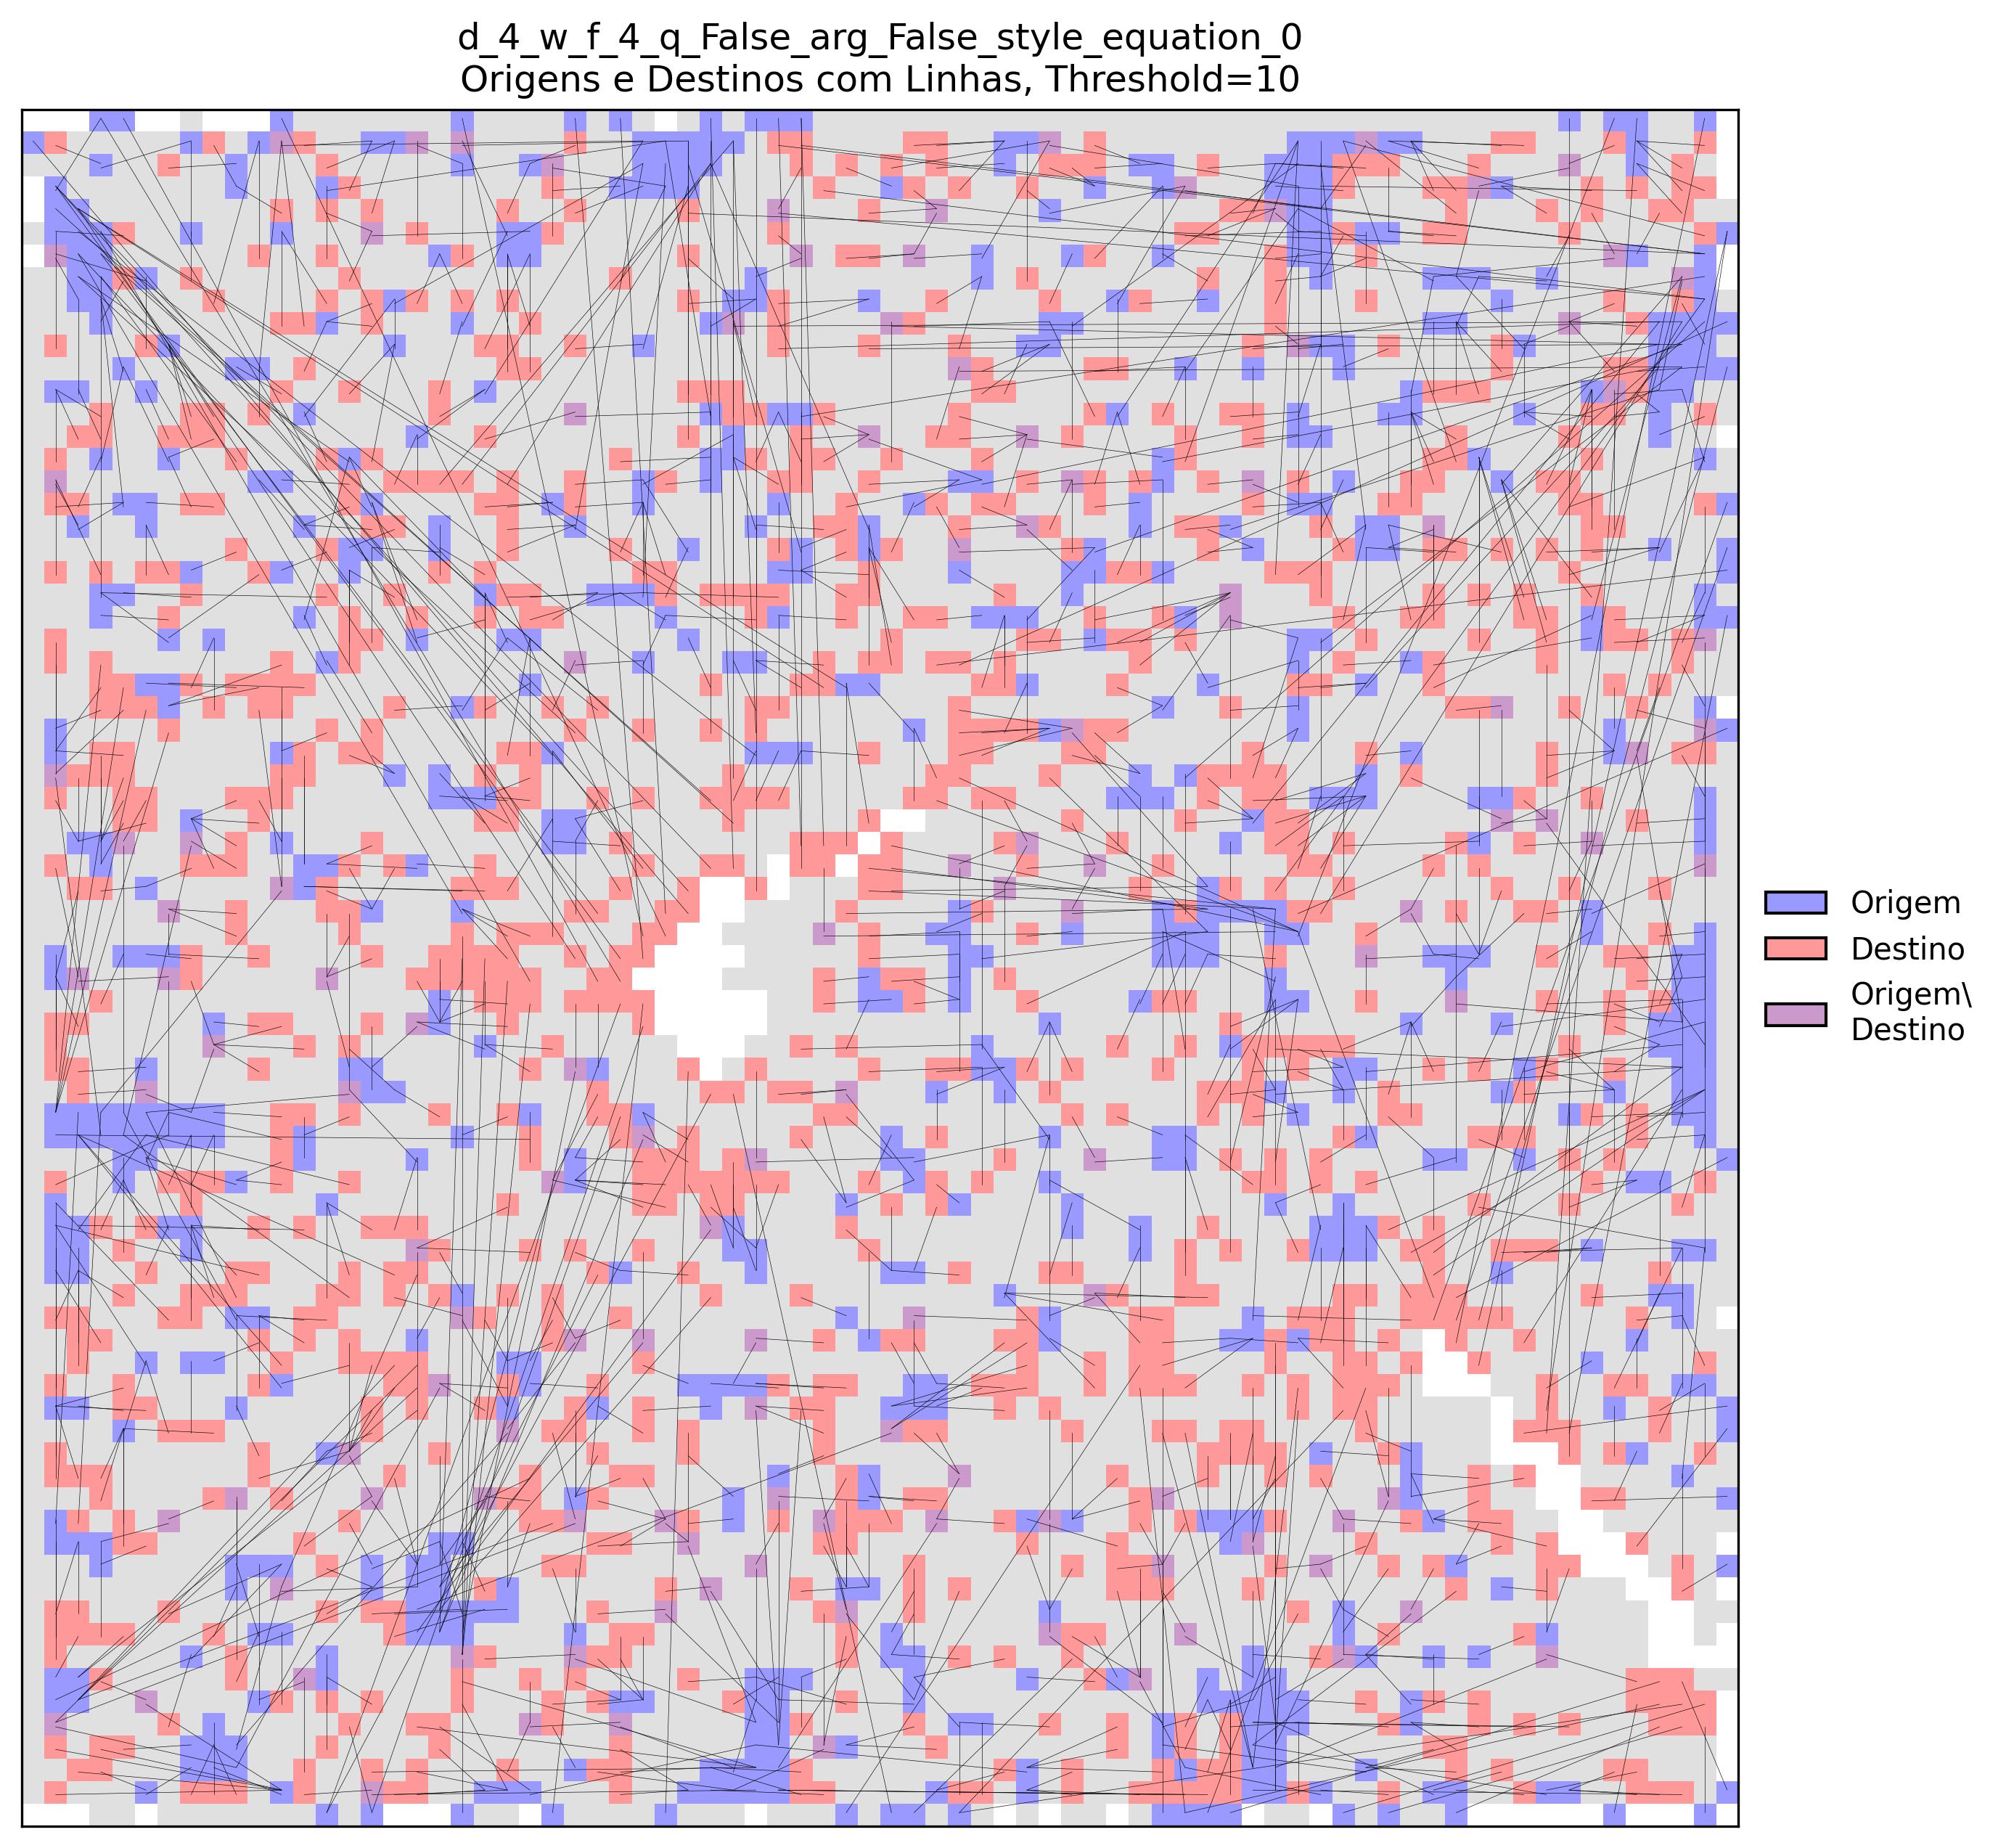 d_4_w_f_4_q_False_arg_False_style_equation_0
Origens e Destinos com Linhas, Threshold=10
Origem
Destino
Origem\
Destino